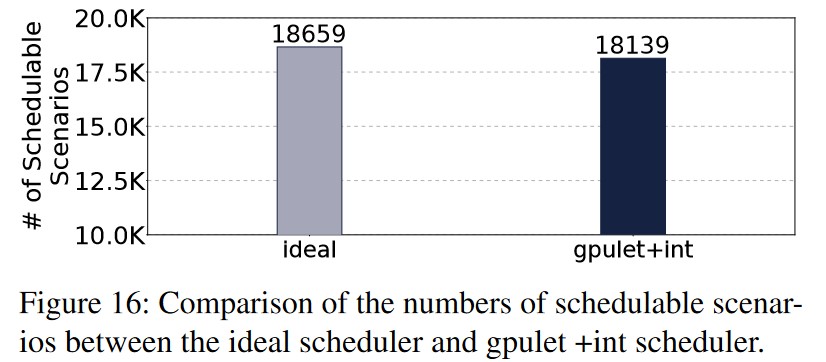 # of Schedulable
Scenarios
20.0K
17.5K
15.0K
12.5K
10.0K
18659
18139
ideal
gpulet+int
Figure 16: Comparison of the numbers of schedulable scenar-
ios between the ideal scheduler and gpulet +int scheduler.